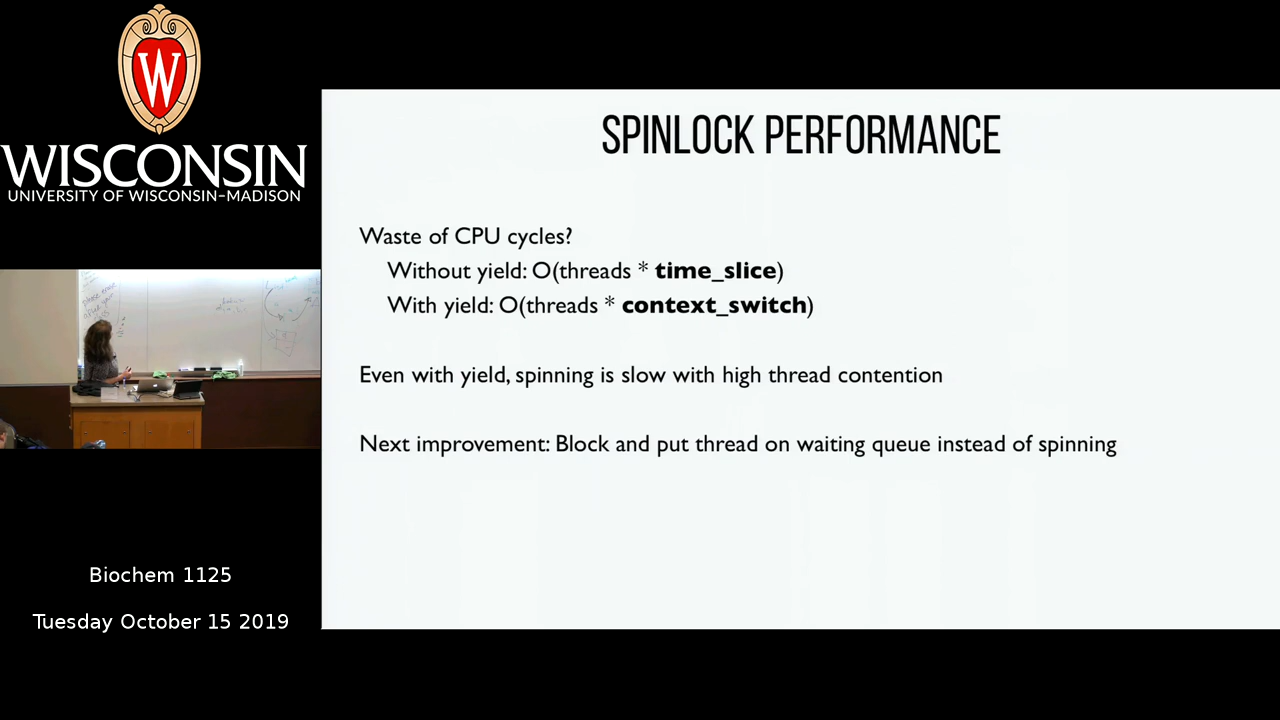 W
WISCONSIN
UNIVERSITY OF WISCONSIN-MADISON
Biochem 1125
Tuesday October 15 2019
SPINLOCK PERFORMANCE
Waste of CPU cycles?
Without yield: O(threads * time_slice)
With yield: O(threads * context_switch)
Even with yield, spinning is slow with high thread contention
Next improvement: Block and put thread on waiting queue instead of spinning